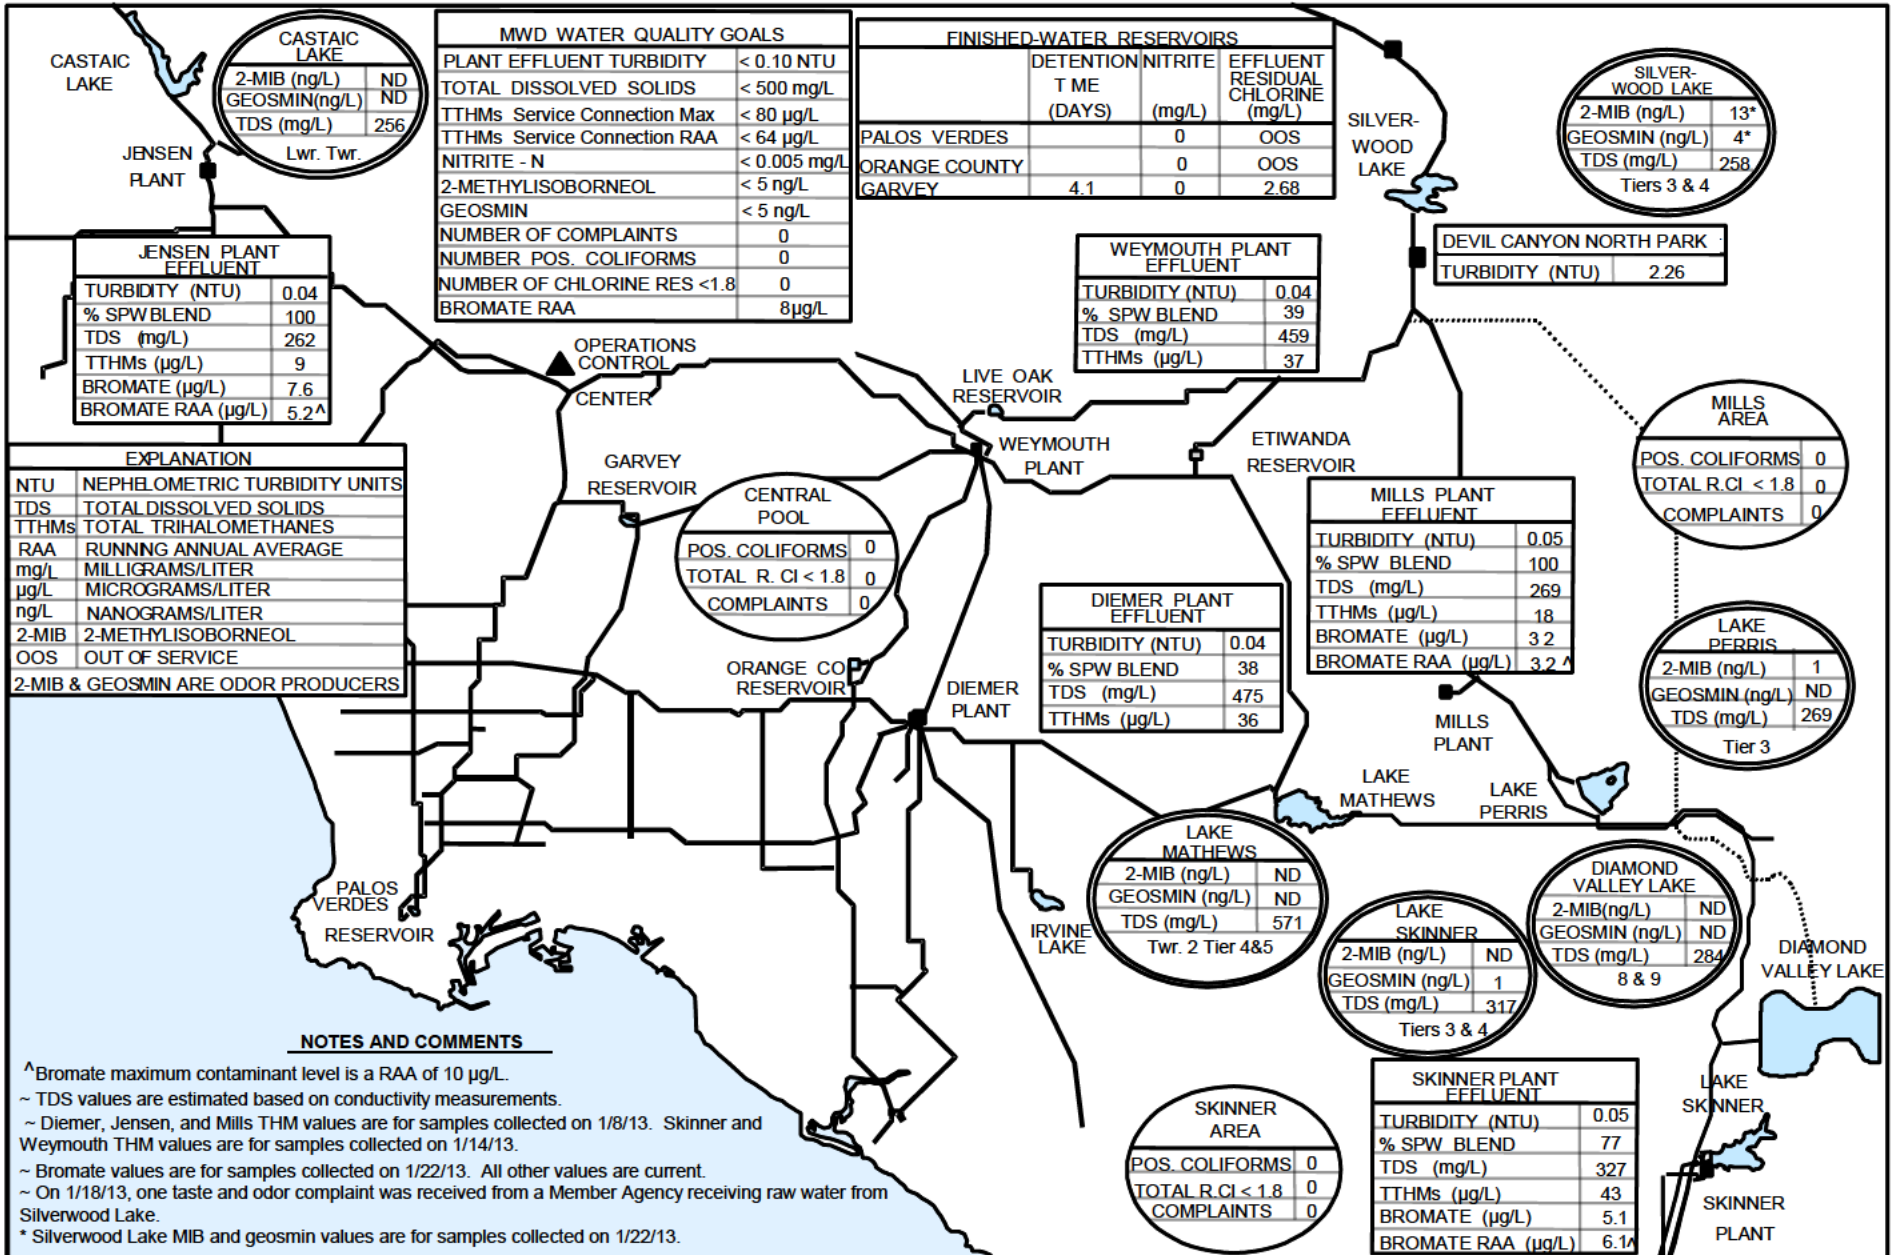 CASTAIC
LAKE
CASTAIC
LAKE
2-MIB (ng/L) ND
GEOSMIN(ng/L) ND
TDS (mg/L) 256
Lwr. Twr.
JENSEN
PLANT
MWD WATER QUALITY GOALS
PLANT EFFLUENT TURBIDITY < 0.10 NTU
TOTAL DISSOLVED SOLIDS < 500 mg/L
TTHMs Service Connection Max < 80 µg/L
TTHMs Service Connection RAA < 64 µg/L
NITRITE - N < 0.005 mg/L
2-METHYLISOBORNEOL < 5 ng/L
GEOSMIN < 5 ng/L
NUMBER OF COMPLAINTS 0
NUMBER POS. COLIFORMS 0
NUMBER OF CHLORINE RES <1.8 0
BROMATE RAA 8µg/L
FINISHED-WATER RESERVOIRS
DETENTION NITRITE EFFLUENT
T ME RESIDUAL
CHLORINE
(DAYS) (mg/L) (mg/L)
PALOS VERDES 0 OOS
ORANGE COUNTY 0 OOS
GARVEY 4.1 0 2.68
SILVER-
WOOD
LAKE
SILVER-
WOOD LAKE
2-MIB (ng/L) 13*
GEOSMIN (ng/L) 4*
TDS (mg/L) 258
Tiers 3 & 4
DEVIL CANYON NORTH PARK
TURBIDITY (NTU) 2.26
JENSEN PLANT
EFFLUENT
TURBIDITY (NTU) 0.04
% SPW BLEND 100
TDS (mg/L) 262
TTHMs (µg/L) 9
BROMATE (µg/L) 7.6
BROMATE RAA (µg/L) 5.2^
WEYMOUTH PLANT
EFFLUENT
TURBIDITY (NTU) 0.04
% SPW BLEND 39
TDS (mg/L) 459
TTHMs (µg/L) 37
OPERATIONS
CONTROL
CENTER
LIVE OAK
RESERVOIR
WEYMOUTH
PLANT
ETIWANDA
RESERVOIR
MILLS
AREA
POS. COLIFORMS 0
TOTAL R.Cl < 1.8 0
COMPLAINTS 0
EXPLANATION
NTU NEPHELOMETRIC TURBIDITY UNITS
TDS TOTAL DISSOLVED SOLIDS
TTHMs TOTAL TRIHALOMETHANES
RAA RUNNING ANNUAL AVERAGE
mg/L MILLIGRAMS/LITER
µg/L MICROGRAMS/LITER
ng/L NANOGRAMS/LITER
2-MIB 2-METHYLISOBORNEOL
OOS OUT OF SERVICE
2-MIB & GEOSMIN ARE ODOR PRODUCERS
GARVEY
RESERVOIR
CENTRAL
POOL
POS. COLIFORMS 0
TOTAL R. Cl < 1.8 0
COMPLAINTS 0
MILLS PLANT
EFFLUENT
TURBIDITY (NTU) 0.05
% SPW BLEND 100
TDS (mg/L) 269
TTHMs (µg/L) 18
BROMATE (µg/L) 3 2
BROMATE RAA (µg/L) 3.2 ^
DIEMER PLANT
EFFLUENT
TURBIDITY (NTU) 0.04
% SPW BLEND 38
TDS (mg/L) 475
TTHMs (µg/L) 36
LAKE
PERRIS
2-MIB (ng/L) 1
GEOSMIN (ng/L) ND
TDS (mg/L) 269
Tier 3
ORANGE CO
RESERVOIR
DIEMER
PLANT
MILLS
PLANT
LAKE
MATHEWS
LAKE
PERRIS
LAKE
MATHEWS
2-MIB (ng/L) ND
GEOSMIN (ng/L) ND
TDS (mg/L) 571
Twr. 2 Tier 4&5
DIAMOND
VALLEY LAKE
2-MIB(ng/L) ND
GEOSMIN (ng/L) ND
TDS (mg/L) 284
8 & 9
LAKE
SKINNER
2-MIB (ng/L) ND
GEOSMIN (ng/L) 1
TDS (mg/L) 317
Tiers 3 & 4
PALOS
VERDES
RESERVOIR
IRVINE
LAKE
DIAMOND
VALLEY LAKE
NOTES AND COMMENTS
^Bromate maximum contaminant level is a RAA of 10 µg/L.
~ TDS values are estimated based on conductivity measurements.
~ Diemer, Jensen, and Mills THM values are for samples collected on 1/8/13. Skinner and
Weymouth THM values are for samples collected on 1/14/13.
~ Bromate values are for samples collected on 1/22/13. All other values are current.
~ On 1/18/13, one taste and odor complaint was received from a Member Agency receiving raw water from
Silverwood Lake.
* Silverwood Lake MIB and geosmin values are for samples collected on 1/22/13.
SKINNER
AREA
POS. COLIFORMS 0
TOTAL R.Cl < 1.8 0
COMPLAINTS 0
SKINNER PLANT
EFFLUENT
TURBIDITY (NTU) 0.05
% SPW BLEND 77
TDS (mg/L) 327
TTHMs (µg/L) 43
BROMATE (µg/L) 5.1
BROMATE RAA (µg/L) 6.1^
LAKE
SKINNER
SKINNER
PLANT